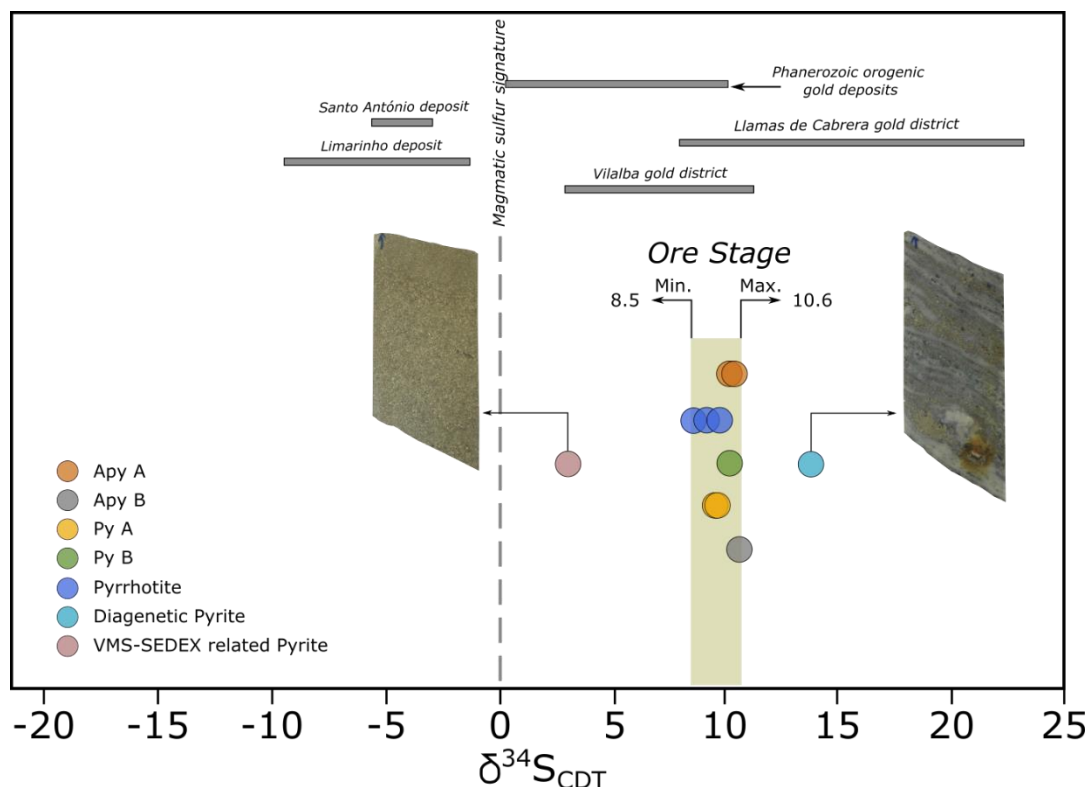 Magmatic sulfur signature
Phanerozoic orogenic
gold deposits
Santo António deposit
Llamas de Cabrera gold district
Limarinho deposit
Vilalba gold district
Ore Stage
Min.
Max.
8.5
10.6
Apy A
Apy B
Py A
Py B
Pyrrhotite
Diagenetic Pyrite
VMS-SEDEX related Pyrite
-20 -15 -10 -5 0 5 10 15 20 25
δ³⁴S_CDT